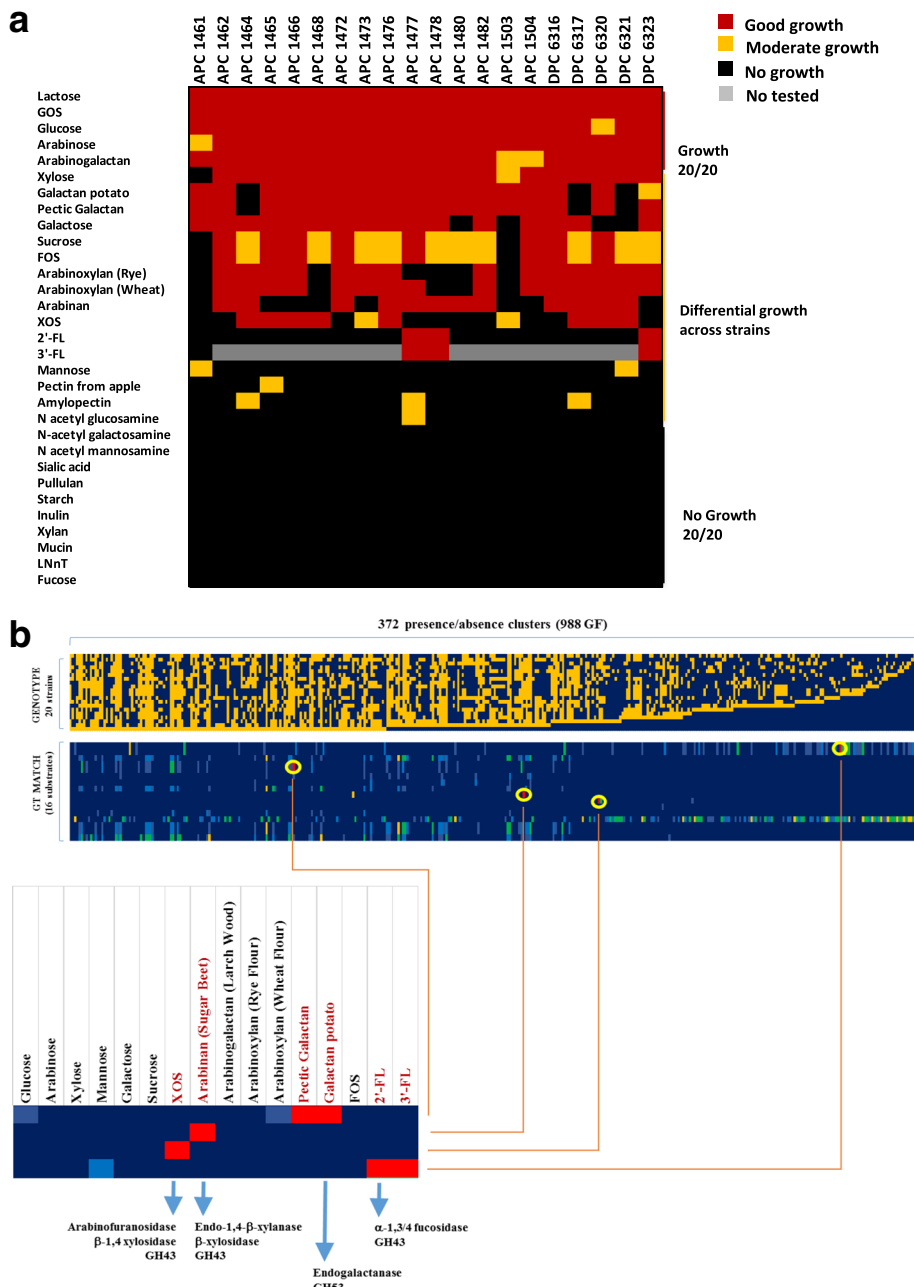 a
APC 1461
APC 1462
APC 1464
APC 1465
APC 1466
APC 1468
APC 1472
APC 1473
APC 1476
APC 1477
APC 1478
APC 1480
APC 1482
APC 1503
APC 1504
DPC 6316
DPC 6317
DPC 6320
DPC 6321
DPC 6323
Good growth
Moderate growth
No growth
No tested
Lactose
GOS
Glucose
Arabinose
Arabinogalactan
Xylose
Galactan potato
Pectic Galactan
Galactose
Sucrose
FOS
Arabinoxylan (Rye)
Arabinoxylan (Wheat)
Arabinan
XOS
2'-FL
3'-FL
Mannose
Pectin from apple
Amylopectin
N acetyl glucosamine
N-acetyl galactosamine
N acetyl mannosamine
Sialic acid
Pullulan
Starch
Inulin
Xylan
Mucin
LNnT
Fucose
Growth
20/20
Differential growth
across strains
No Growth
20/20
b
372 presence/absence clusters (988 GF)
GENOTYPE
20 strains
GT MATCH
(16 substrates)
Glucose
Arabinose
Xylose
Mannose
Galactose
Sucrose
XOS
Arabinan (Sugar Beet)
Arabinogalactan (Larch Wood)
Arabinoxylan (Rye Flour)
Arabinoxylan (Wheat Flour)
Pectic Galactan
Galactan potato
FOS
2'-FL
3'-FL
Arabinofuranosidase
β-1,4 xylosidase
GH43
Endo-1,4-β-xylanase
β-xylosidase
GH43
α-1,3/4 fucosidase
GH43
Endogalactanase